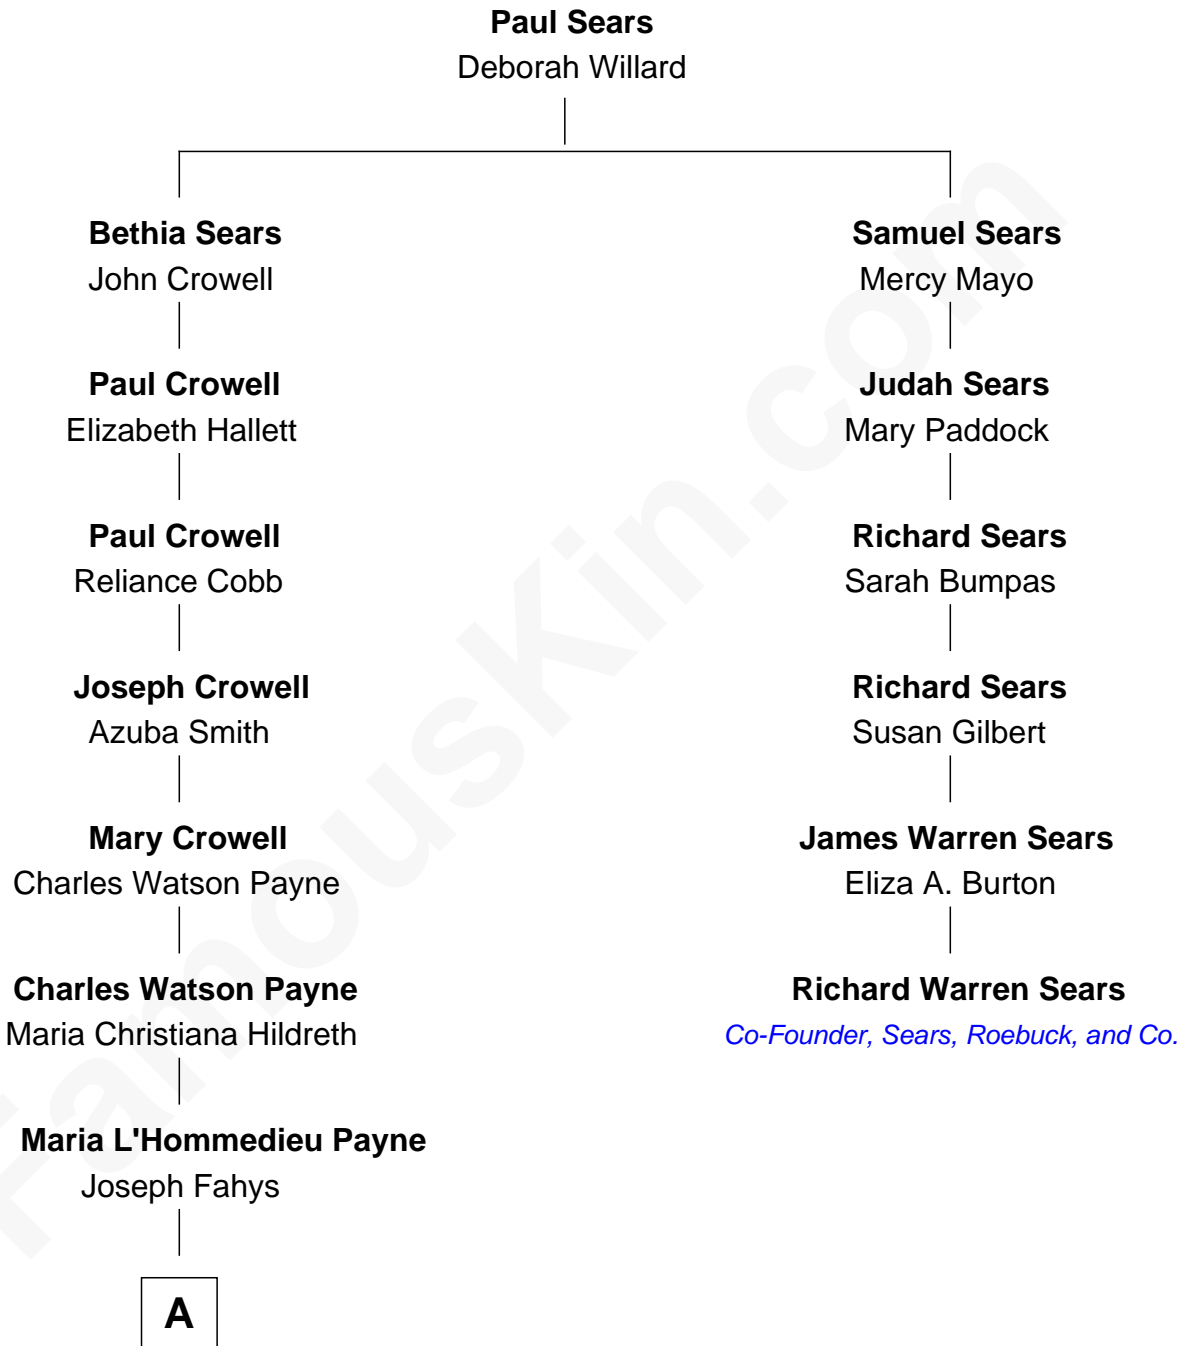 Paul Sears
Deborah Willard
Bethia Sears
John Crowell
Samuel Sears
Mercy Mayo
Paul Crowell
Elizabeth Hallett
Judah Sears
Mary Paddock
Paul Crowell
Reliance Cobb
Richard Sears
Sarah Bumpas
Joseph Crowell
Azuba Smith
Richard Sears
Susan Gilbert
Mary Crowell
Charles Watson Payne
James Warren Sears
Eliza A. Burton
Charles Watson Payne
Maria Christiana Hildreth
Richard Warren Sears
Co-Founder, Sears, Roebuck, and Co.
Maria L'Hommedieu Payne
Joseph Fahys
A
FamousKin.com